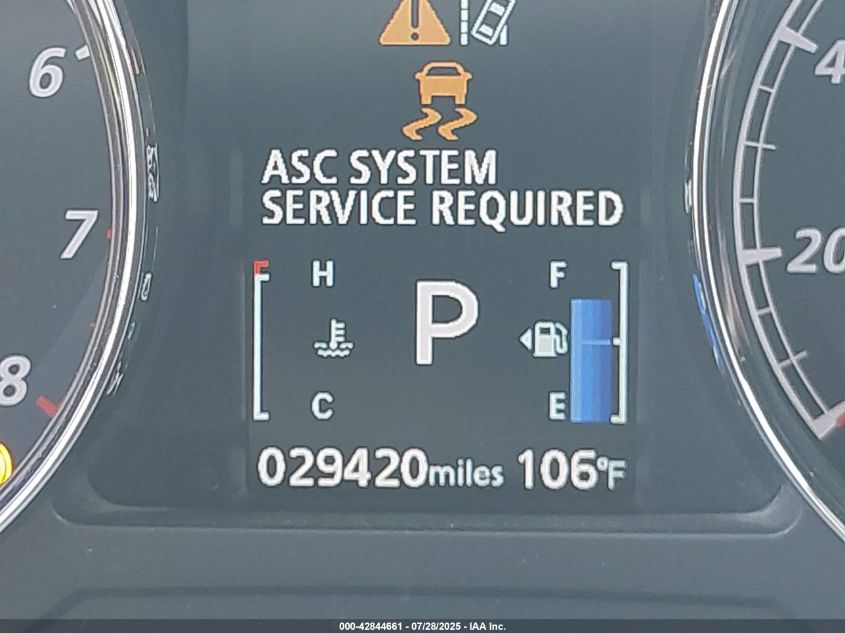 6
4
ASC SYSTEM
SERVICE REQUIRED
7
20
H
F
P
C
E
8
029420miles 106°F
000-42844661 - 07/28/2025 - IAA Inc.